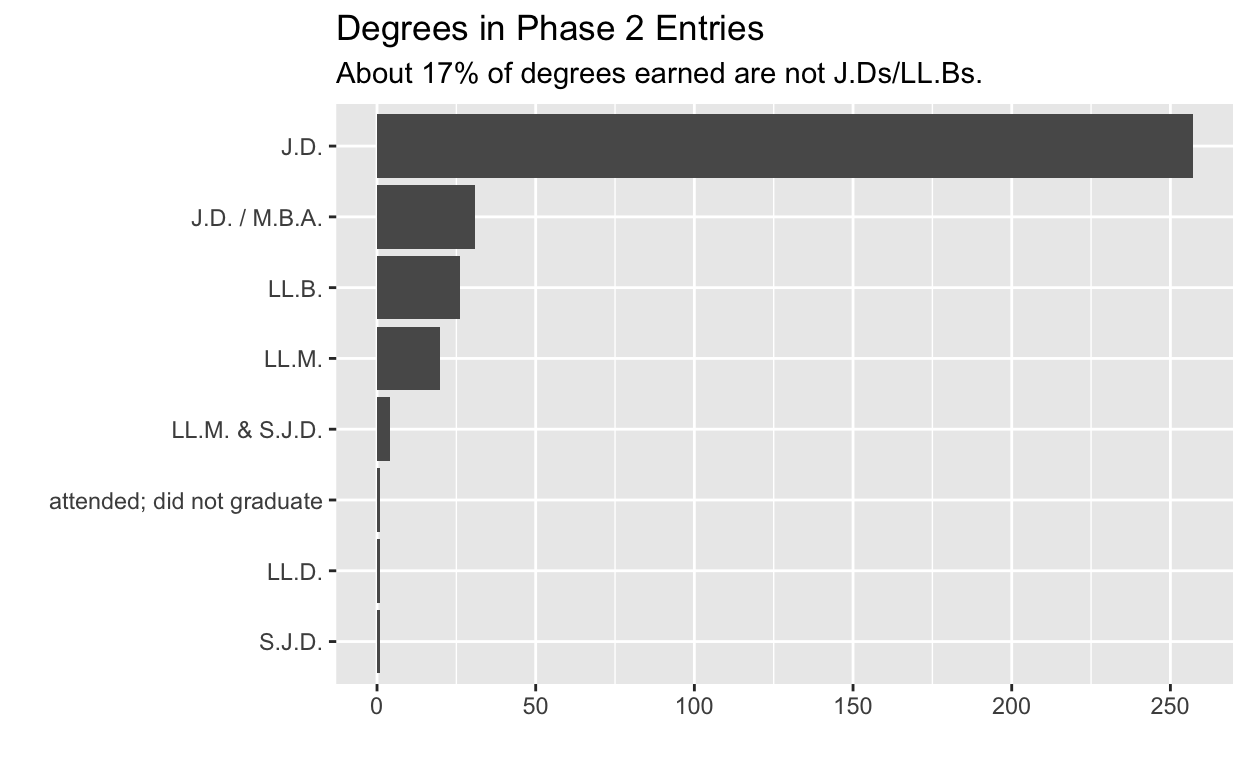 Degrees in Phase 2 Entries
About 17% of degrees earned are not J.Ds/LL.Bs.
J.D.
J.D. / M.B.A.
LL.B.
LL.M.
LL.M. & S.J.D.
attended; did not graduate
LL.D.
S.J.D.
0 50 100 150 200 250